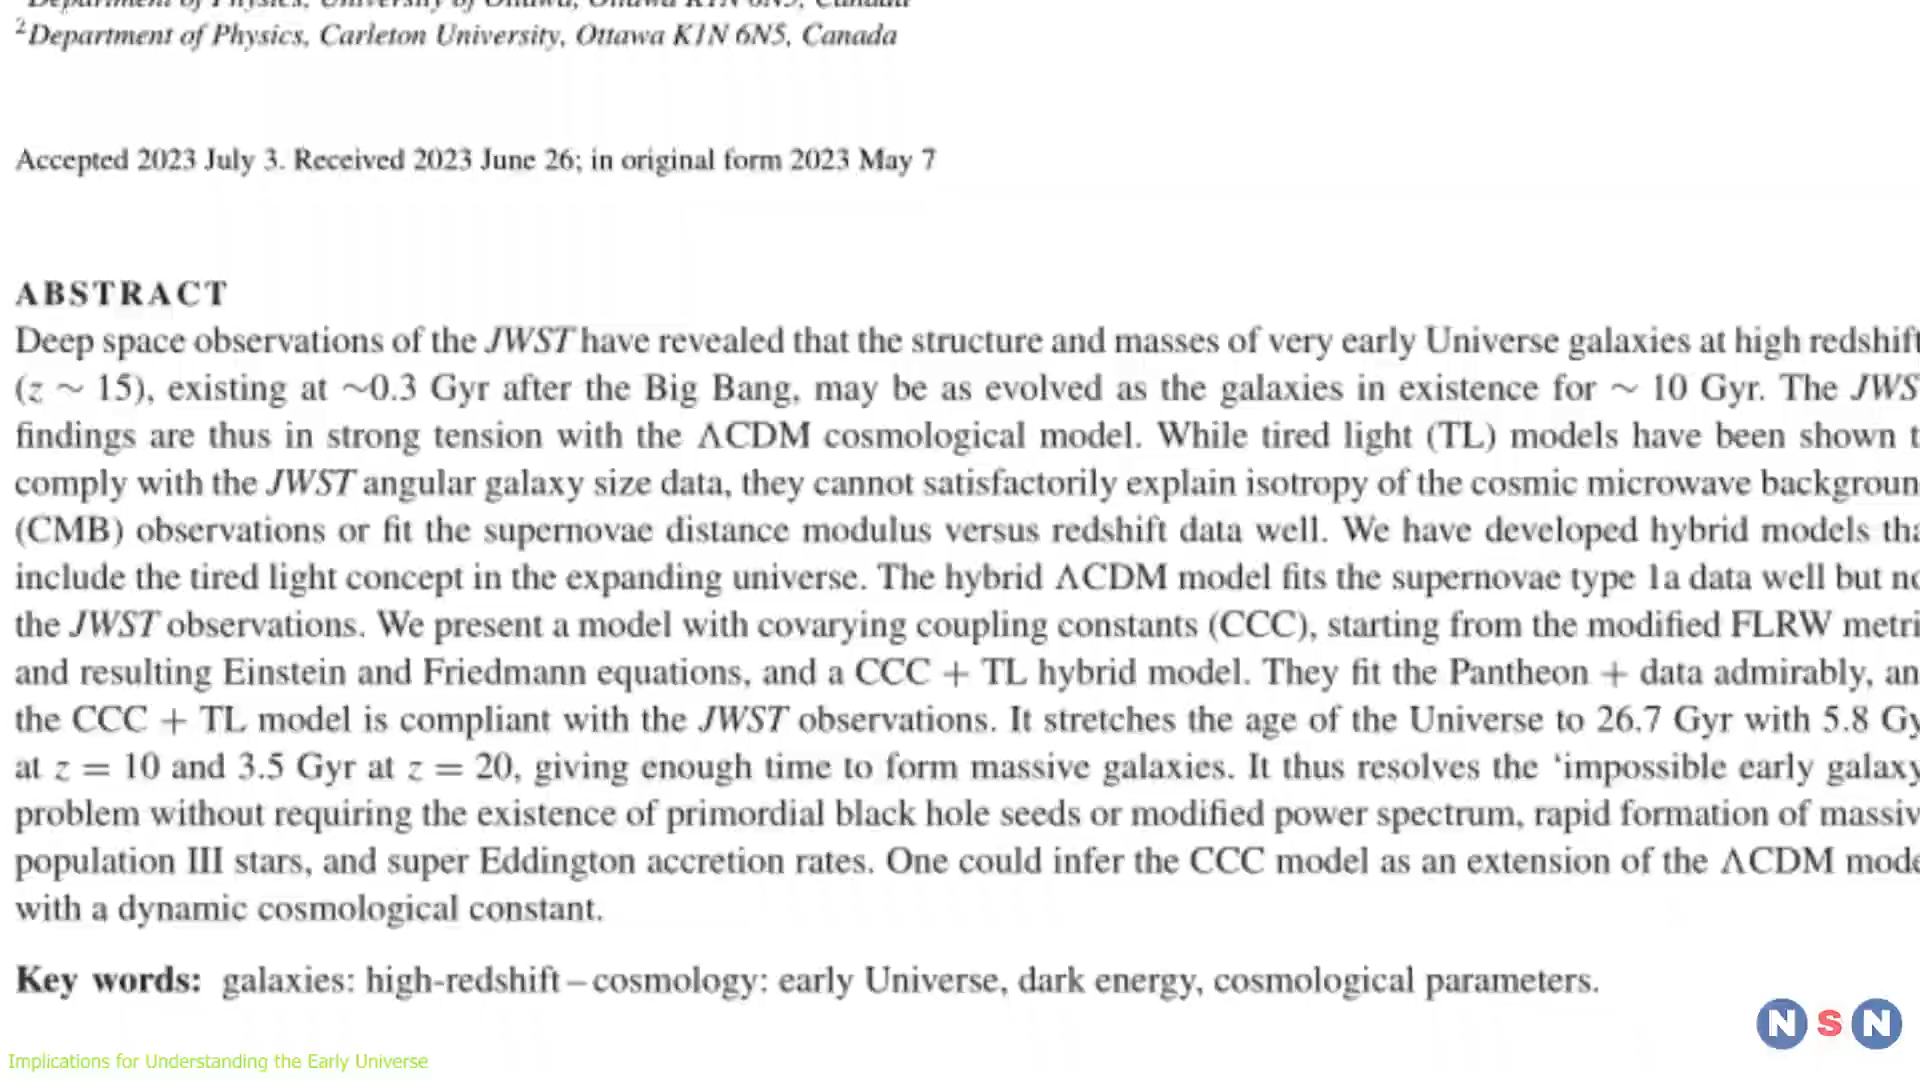 ²Department of Physics, Carleton University, Ottawa K1N 6N5, Canada
Accepted 2023 July 3. Received 2023 June 26; in original form 2023 May 7
ABSTRACT
Deep space observations of the JWST have revealed that the structure and masses of very early Universe galaxies at high redshift
(z ~ 15), existing at ~0.3 Gyr after the Big Bang, may be as evolved as the galaxies in existence for ~ 10 Gyr. The JWS
findings are thus in strong tension with the ΛCDM cosmological model. While tired light (TL) models have been shown t
comply with the JWST angular galaxy size data, they cannot satisfactorily explain isotropy of the cosmic microwave backgroun
(CMB) observations or fit the supernovae distance modulus versus redshift data well. We have developed hybrid models tha
include the tired light concept in the expanding universe. The hybrid ΛCDM model fits the supernovae type 1a data well but no
the JWST observations. We present a model with covarying coupling constants (CCC), starting from the modified FLRW metri
and resulting Einstein and Friedmann equations, and a CCC + TL hybrid model. They fit the Pantheon + data admirably, an
the CCC + TL model is compliant with the JWST observations. It stretches the age of the Universe to 26.7 Gyr with 5.8 Gy
at z = 10 and 3.5 Gyr at z = 20, giving enough time to form massive galaxies. It thus resolves the ‘impossible early galaxy
problem without requiring the existence of primordial black hole seeds or modified power spectrum, rapid formation of massiv
population III stars, and super Eddington accretion rates. One could infer the CCC model as an extension of the ΛCDM mode
with a dynamic cosmological constant.
Key words: galaxies: high-redshift – cosmology: early Universe, dark energy, cosmological parameters.
N S N
Implications for Understanding the Early Universe